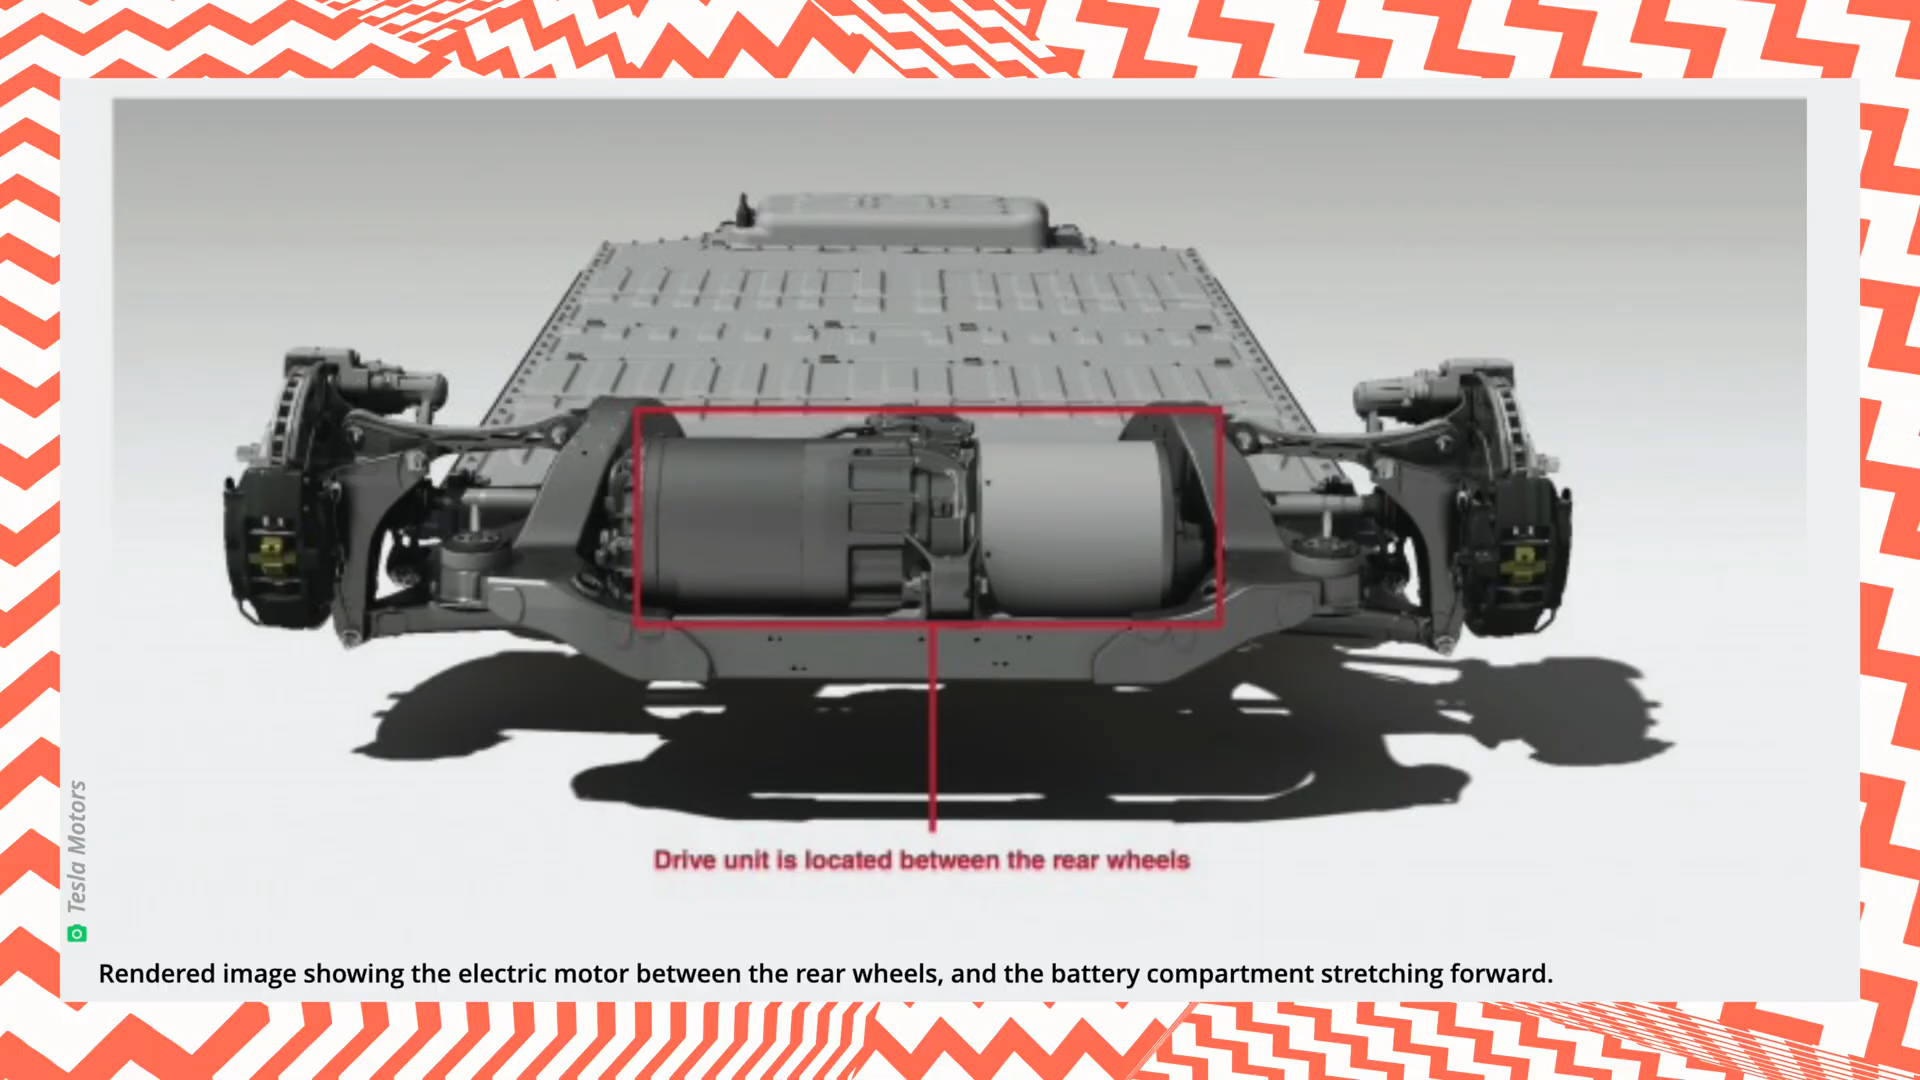 Drive unit is located between the rear wheels
Tesla Motors
Rendered image showing the electric motor between the rear wheels, and the battery compartment stretching forward.